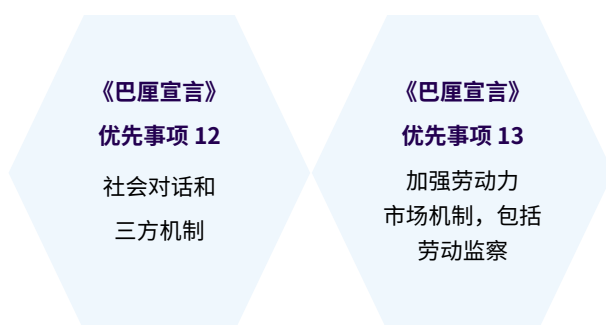 《巴厘宣言》
优先事项 12
社会对话和
三方机制
《巴厘宣言》
优先事项 13
加强劳动力
市场机制，包括
劳动监察